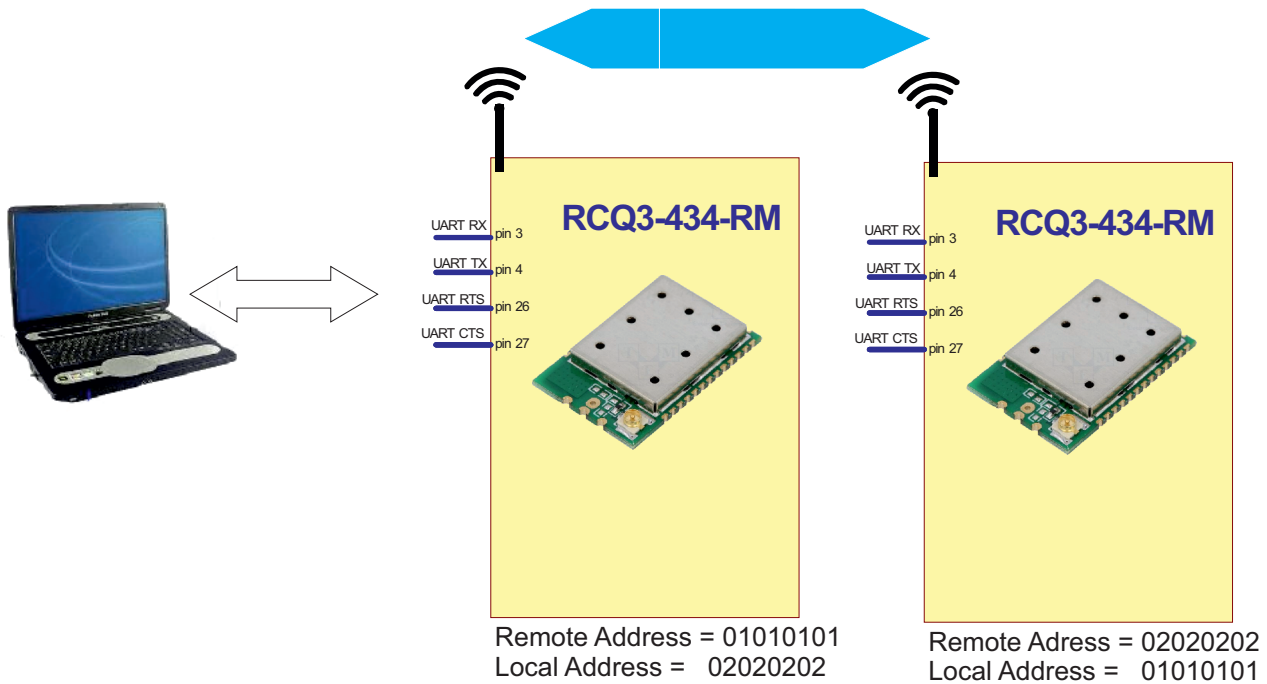 RCQ3-434-RM
UART RX pin 3
UART TX pin 4
UART RTS pin 26
UART CTS pin 27
Remote Address = 01010101
Local Address = 02020202
RCQ3-434-RM
UART RX pin 3
UART TX pin 4
UART RTS pin 26
UART CTS pin 27
Remote Adress = 02020202
Local Address = 01010101